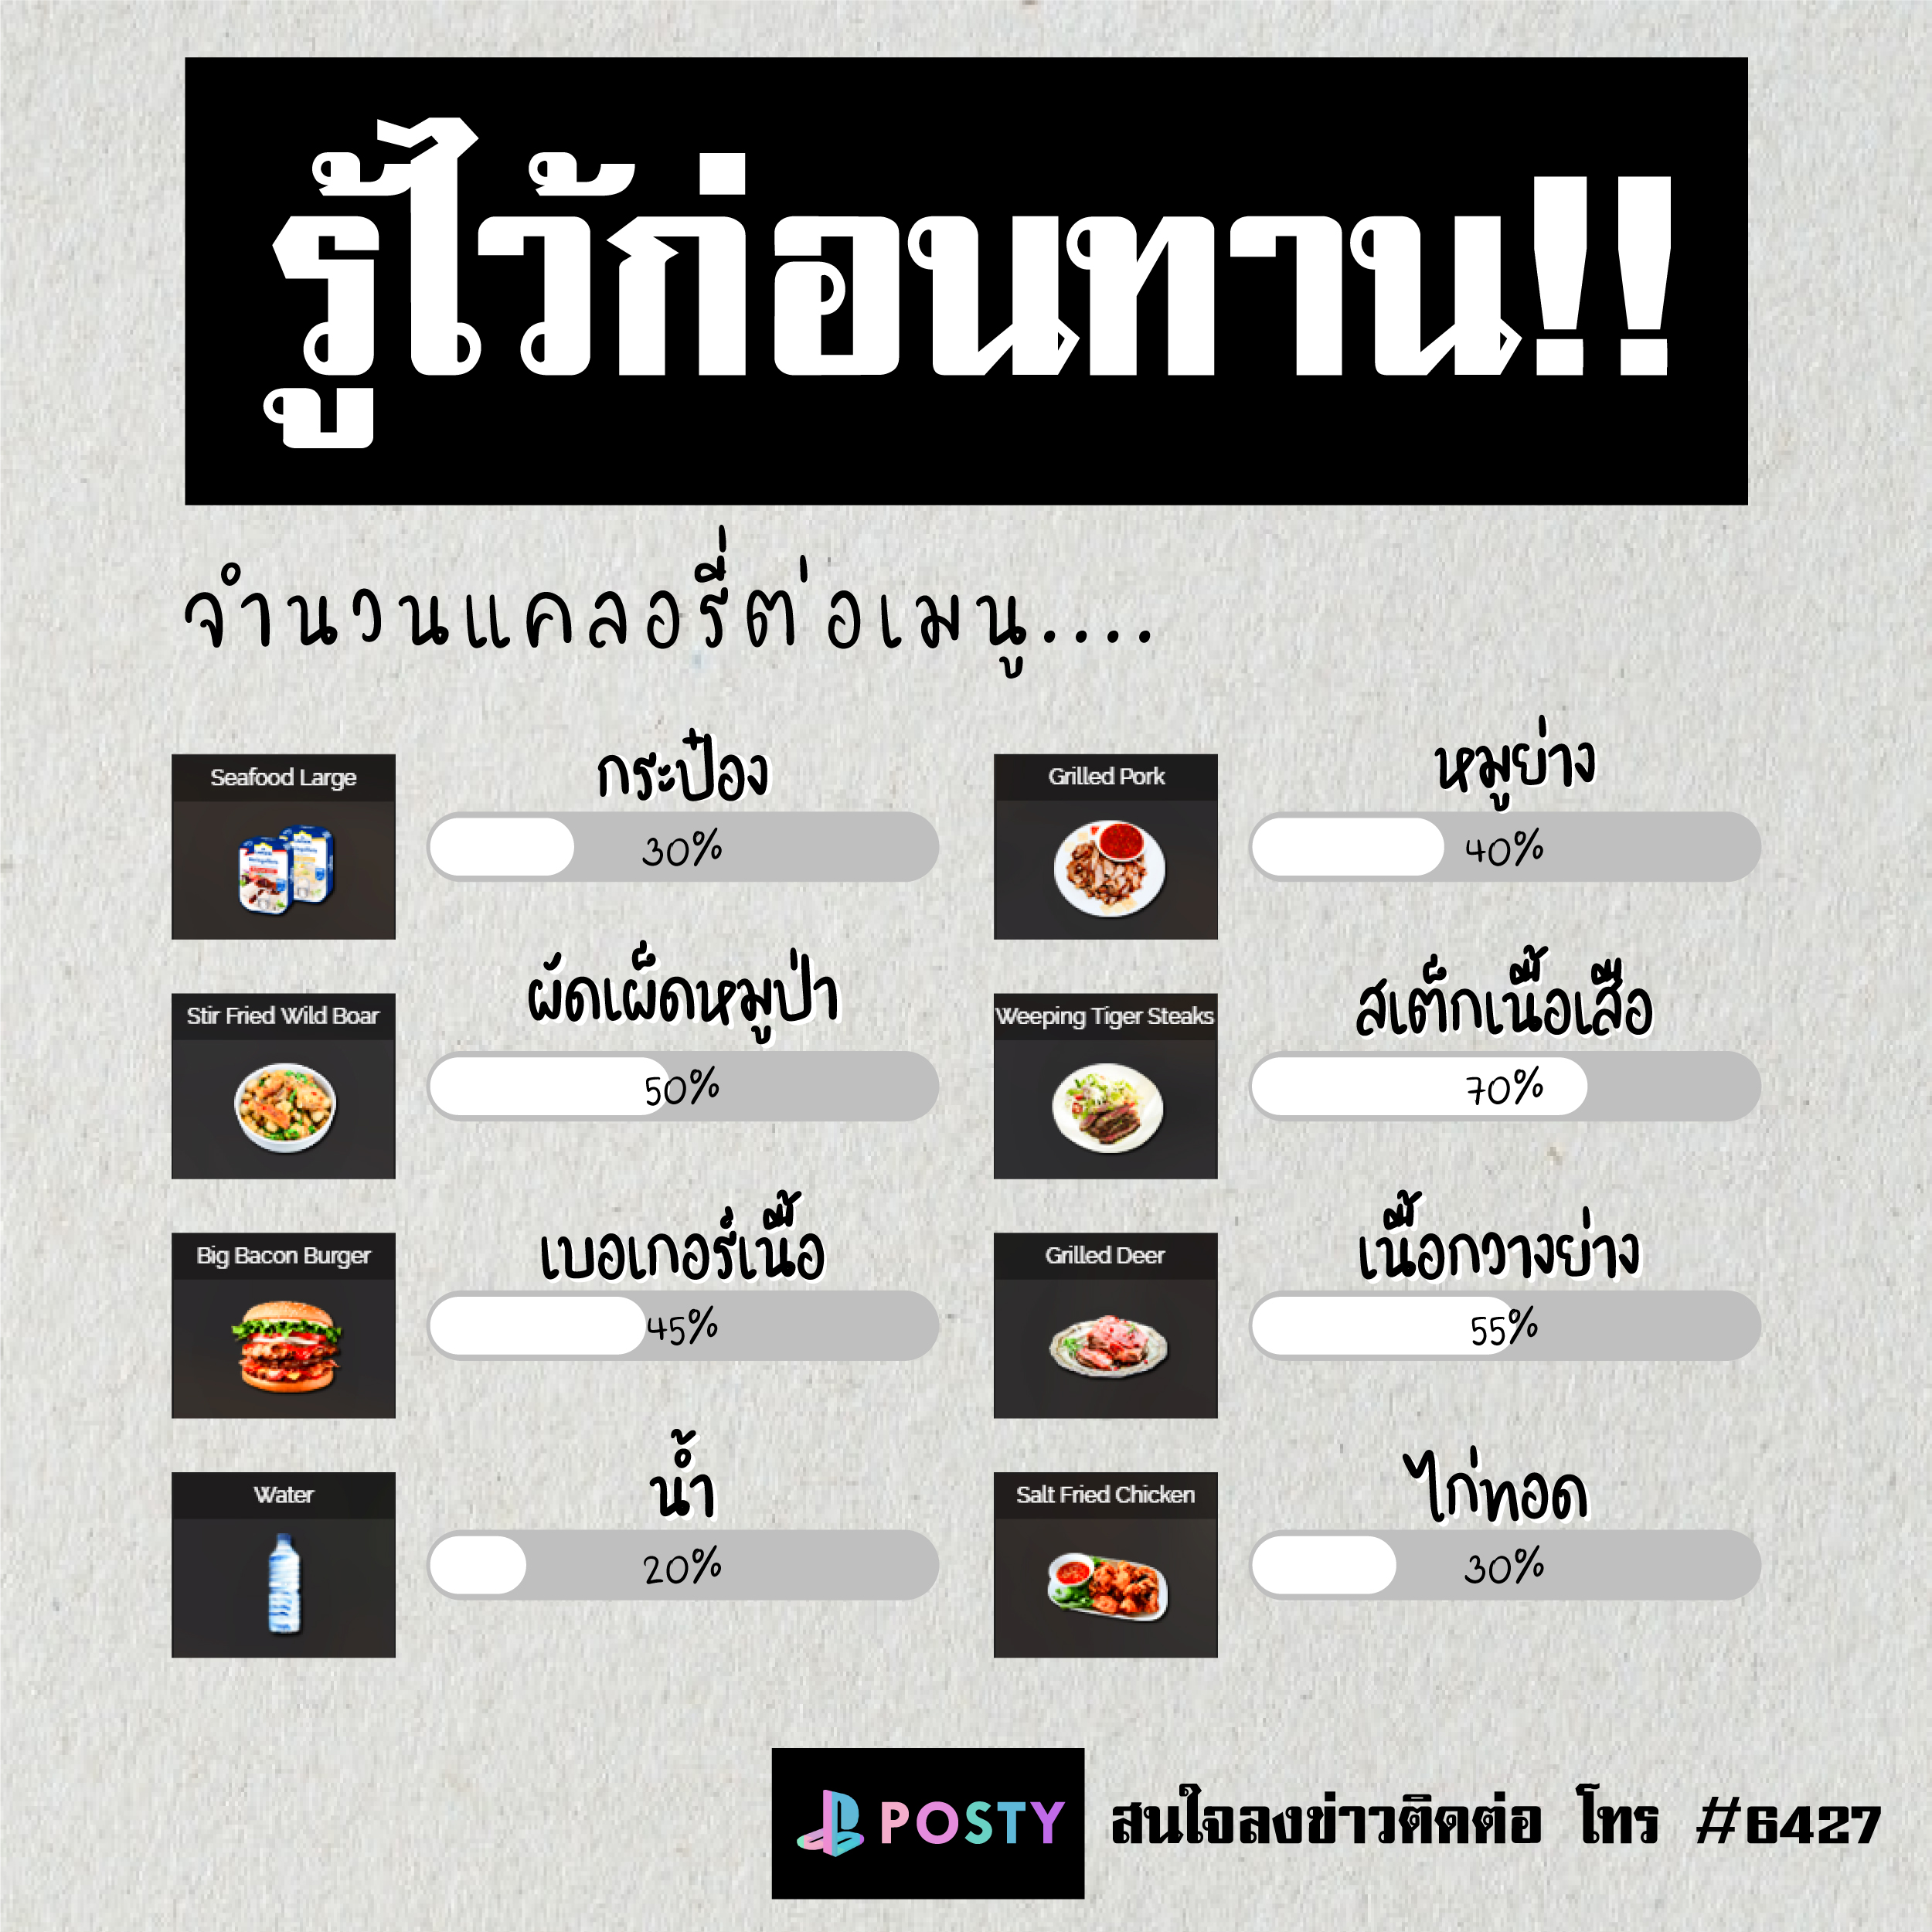 รู้ไว้ก่อนทาน!!
จำนวนแคลอรี่ต่อเมนู....
Seafood Large
กระป๋อง
30%
Grilled Pork
หมูย่าง
40%
Stir Fried Wild Boar
ผัดเผ็ดหมูป่า
50%
Weeping Tiger Steaks
สเต็กเนื้อเสือ
70%
Big Bacon Burger
เบอเกอร์เนื้อ
45%
Grilled Deer
เนื้อกวางย่าง
55%
Water
น้ำ
20%
Salt Fried Chicken
ไก่ทอด
30%
POSTY
สนใจลงข่าวติดต่อ โทร #6427